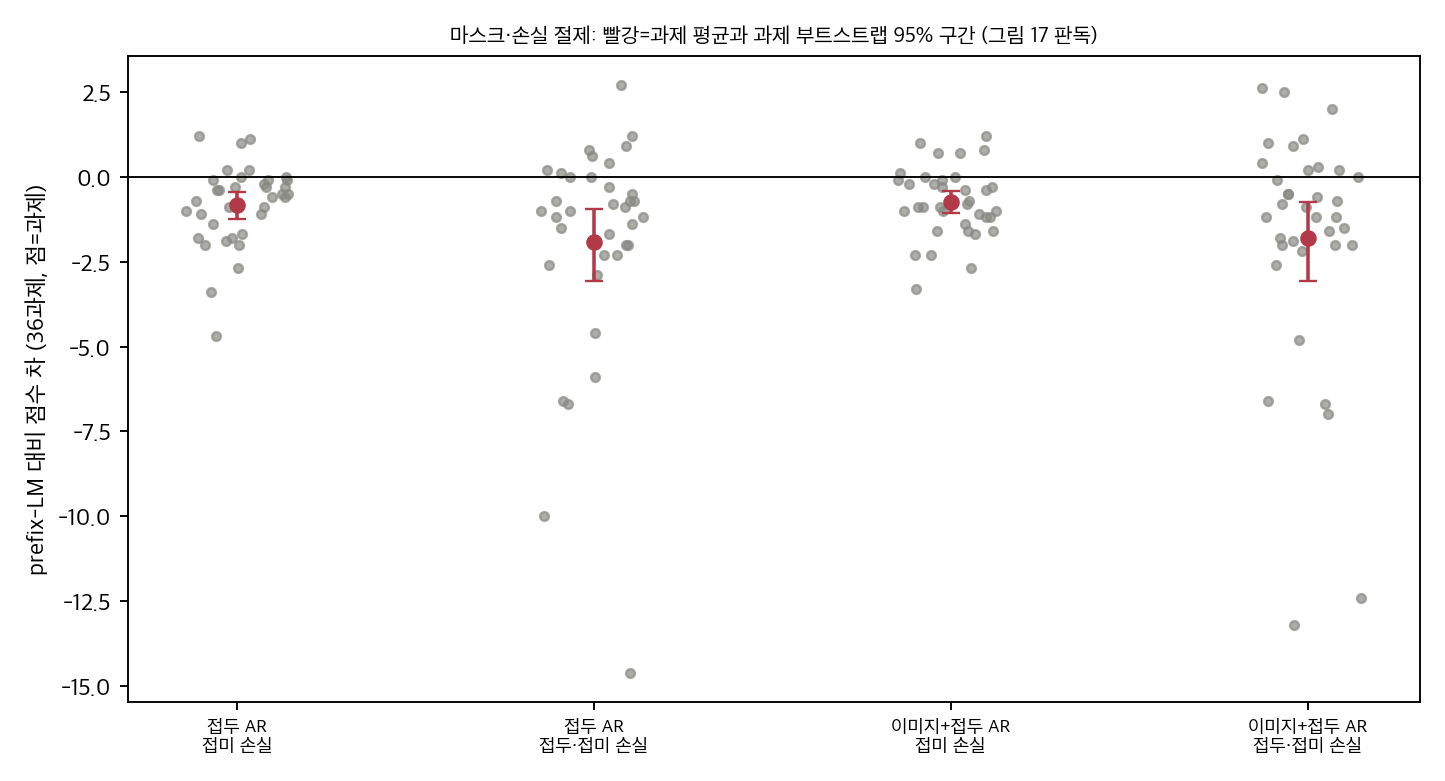 마스크·손실 절제: 빨강=과제 평균과 과제 부트스트랩 95% 구간 (그림 17 판독)
prefix-LM 대비 점수 차 (36과제, 점=과제)
2.5
0.0
-2.5
-5.0
-7.5
-10.0
-12.5
-15.0
접두 AR
접미 손실
접두 AR
접두·접미 손실
이미지+접두 AR
접미 손실
이미지+접두 AR
접두·접미 손실